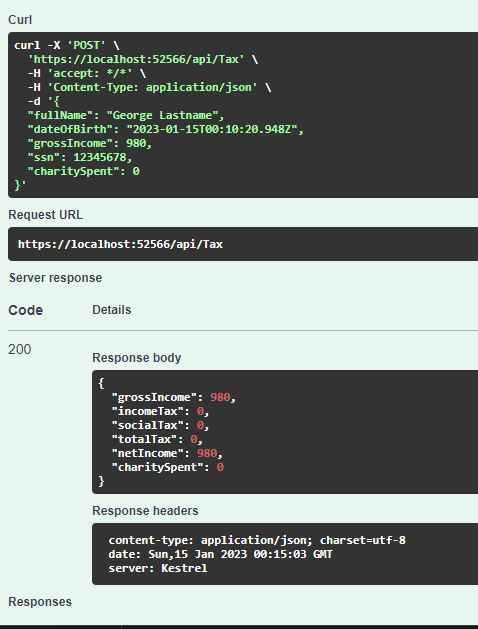 Curl
curl -X 'POST' \
  'https://localhost:52566/api/Tax' \
  -H 'accept: */*' \
  -H 'Content-Type: application/json' \
  -d '{
  "fullName": "George Lastname",
  "dateOfBirth": "2023-01-15T00:10:20.948Z",
  "grossIncome": 980,
  "ssn": 12345678,
  "charitySpent": 0
}'
Request URL
https://localhost:52566/api/Tax
Server response
Code Details
200
Response body
{
  "grossIncome": 980,
  "incomeTax": 0,
  "socialTax": 0,
  "totalTax": 0,
  "netIncome": 980,
  "charitySpent": 0
}
Response headers
content-type: application/json; charset=utf-8
date: Sun,15 Jan 2023 00:15:03 GMT
server: Kestrel
Responses